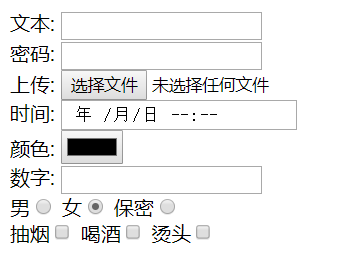 文本:
密码:
上传: 选择文件 未选择任何文件
时间: 年 /月/日 --:--
颜色:
数字:
男 女 保密
抽烟 喝酒 烫头